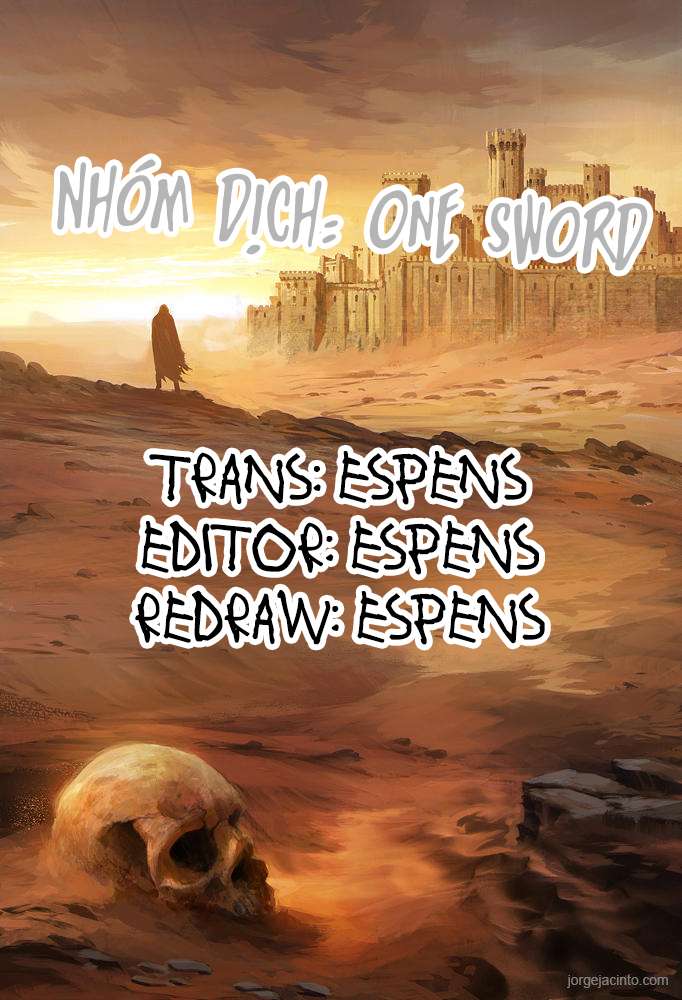 NHÓM DỊCH: ONE SWORD
TRANS: ESPENS
EDITOR: ESPENS
REDRAW: ESPENS
jorgejacinto.com